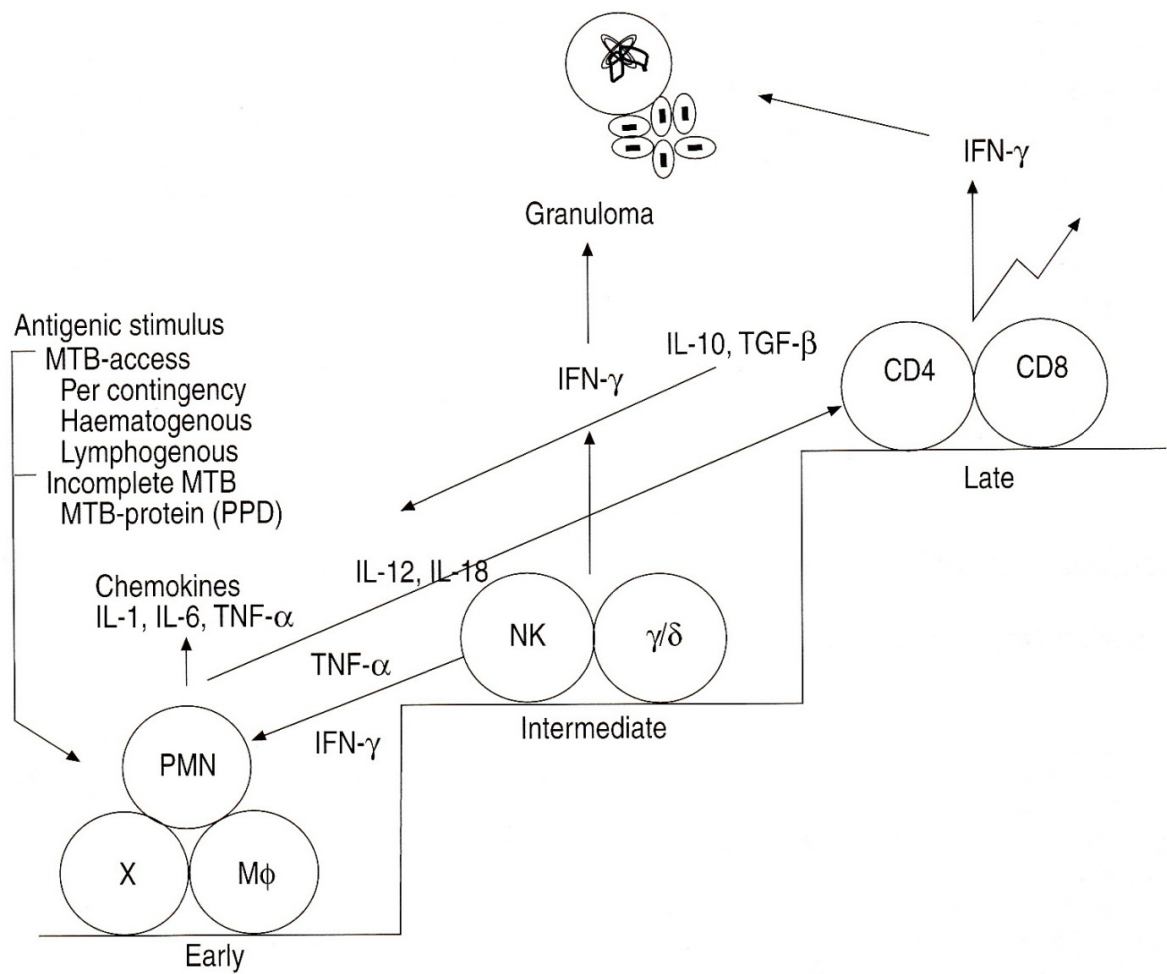 IFN-γ
Granuloma
Antigenic stimulus
MTB-access
Per contingency
Haematogenous
Lymphogenous
Incomplete MTB
MTB-protein (PPD)
IL-10, TGF-β
IFN-γ
CD4
CD8
Late
Chemokines
IL-1, IL-6, TNF-α
IL-12, IL-18
TNF-α
IFN-γ
NK
γ/δ
Intermediate
PMN
X
Mϕ
Early